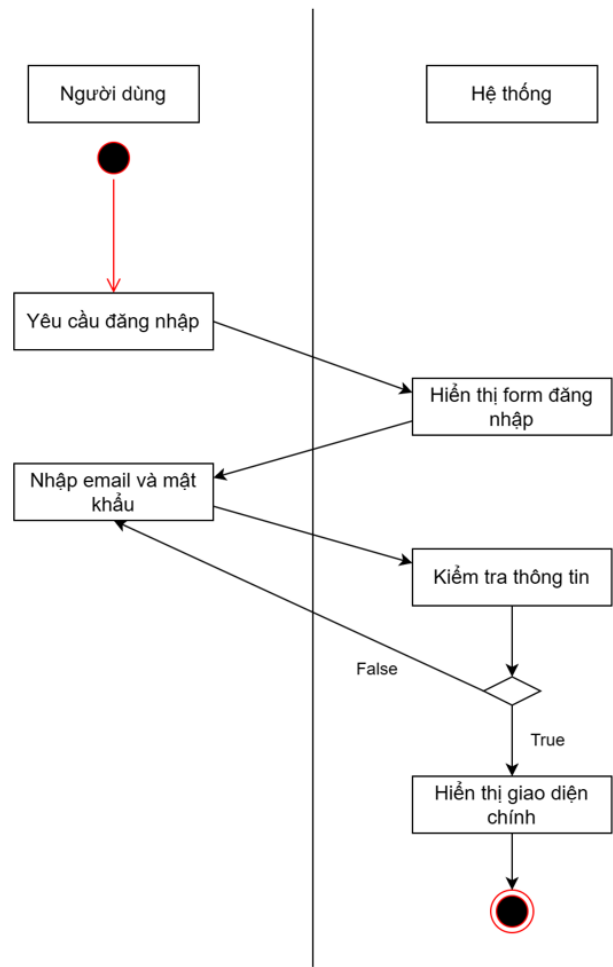 Người dùng
Hệ thống
Yêu cầu đăng nhập
Hiển thị form đăng
nhập
Nhập email và mật
khẩu
Kiểm tra thông tin
False
True
Hiển thị giao diện
chính